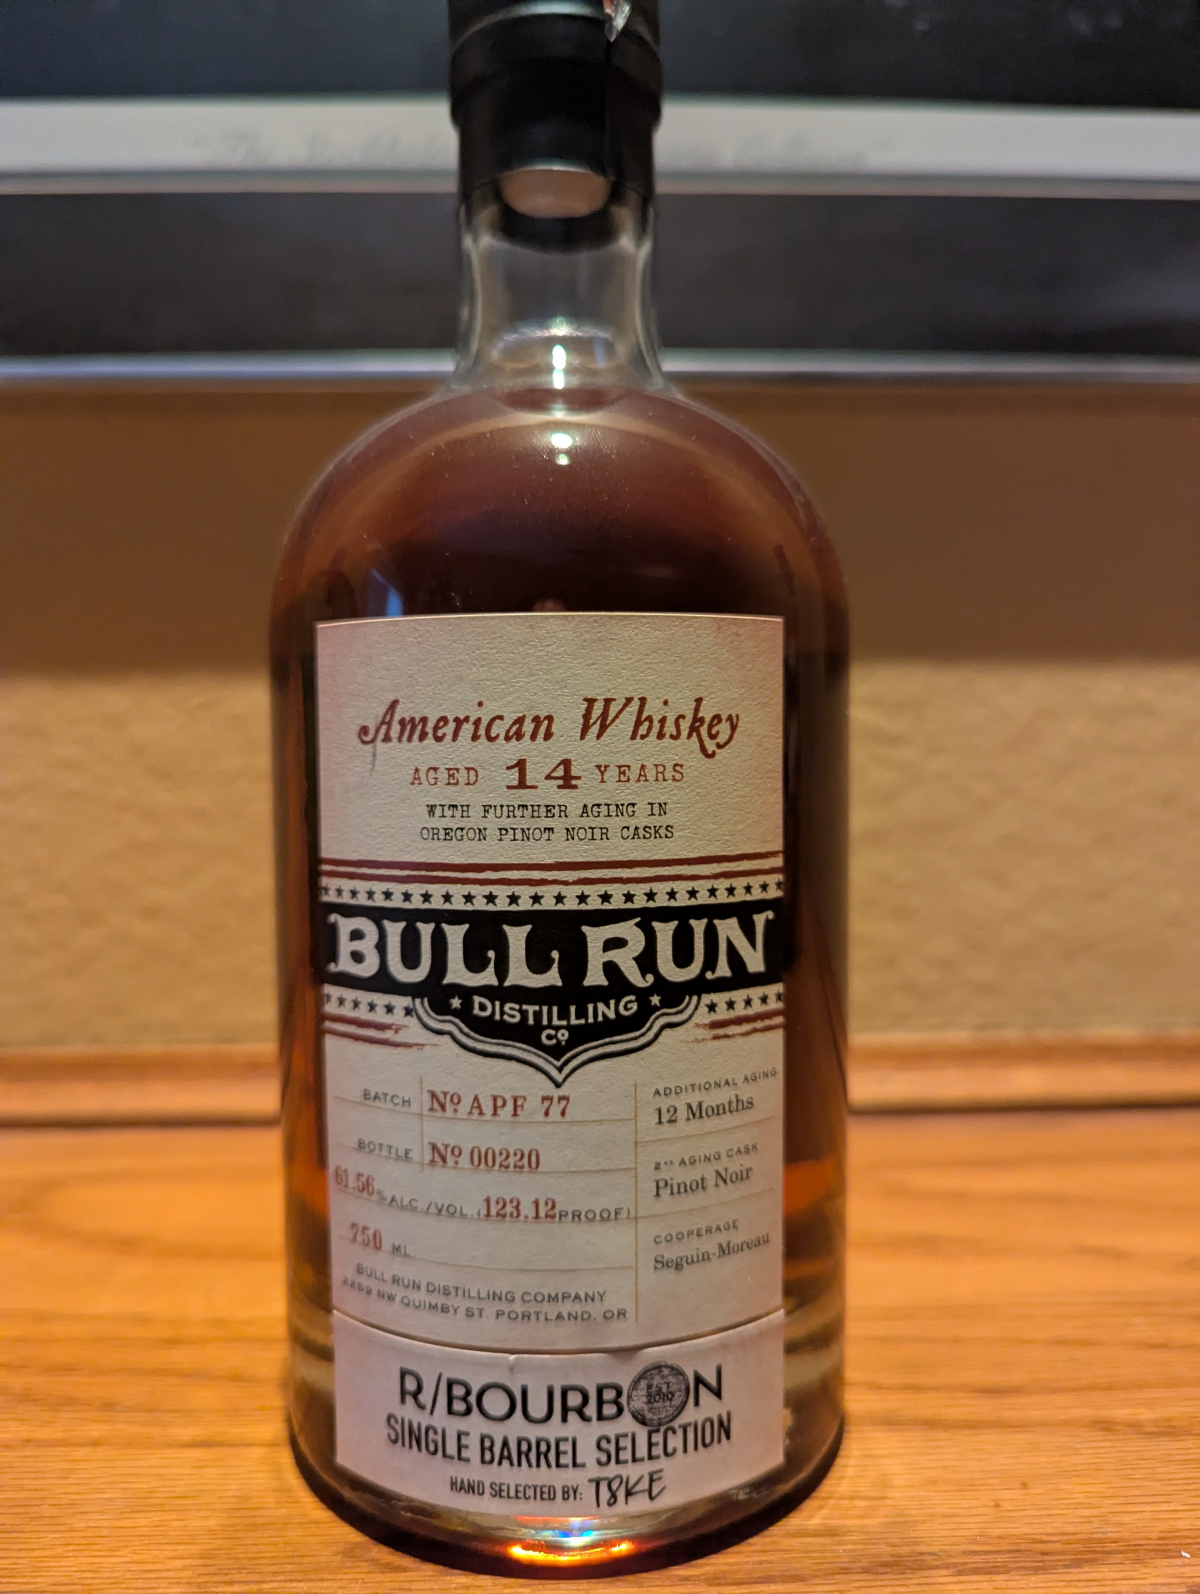 American Whiskey
AGED 14 YEARS
WITH FURTHER AGING IN
OREGON PINOT NOIR CASKS
BULL RUN
DISTILLING
Cº
BATCH Nº APF 77
BOTTLE Nº 00220
61.56% ALC./VOL. (123.12 PROOF)
750 ML
BULL RUN DISTILLING COMPANY
2259 NW QUIMBY ST. PORTLAND, OR
ADDITIONAL AGING
12 Months
2ND AGING CASK
Pinot Noir
COOPERAGE
Seguin-Moreau
R/BOURBON
EST.
2019
SINGLE BARREL SELECTION
HAND SELECTED BY: T8KE